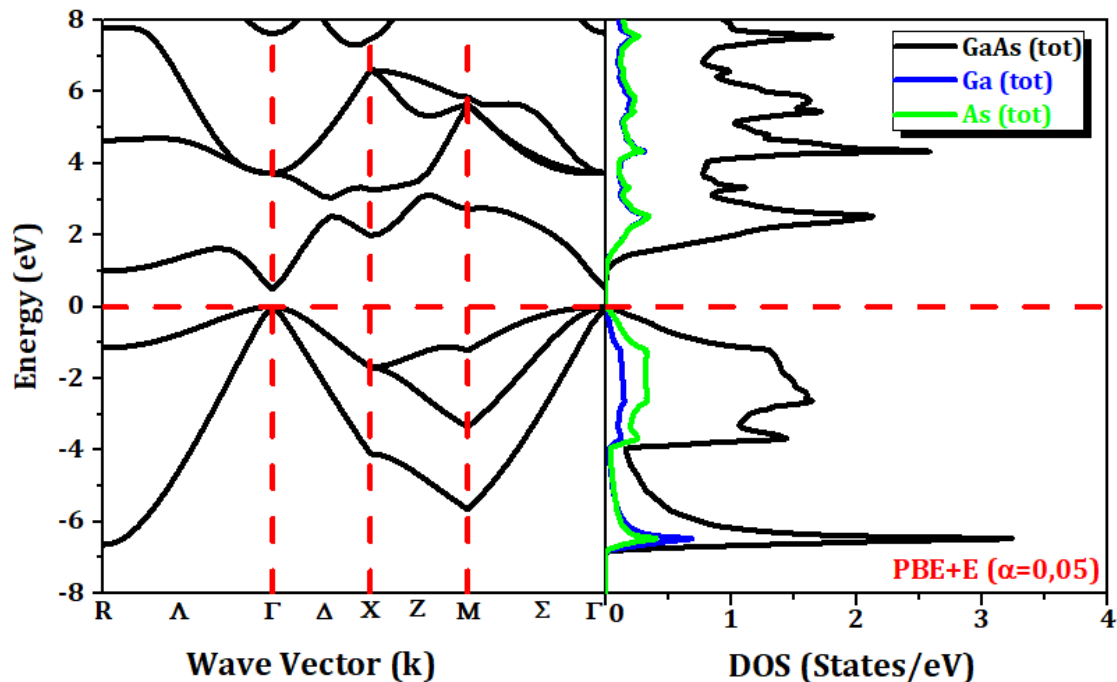 8
6
4
2
0
-2
-4
-6
-8
Energy (eV)
R Λ Γ Δ X Z M Σ Γ
Wave Vector (k)
GaAs (tot)
Ga (tot)
As (tot)
PBE+E (α=0,05)
0 1 2 3 4
DOS (States/eV)